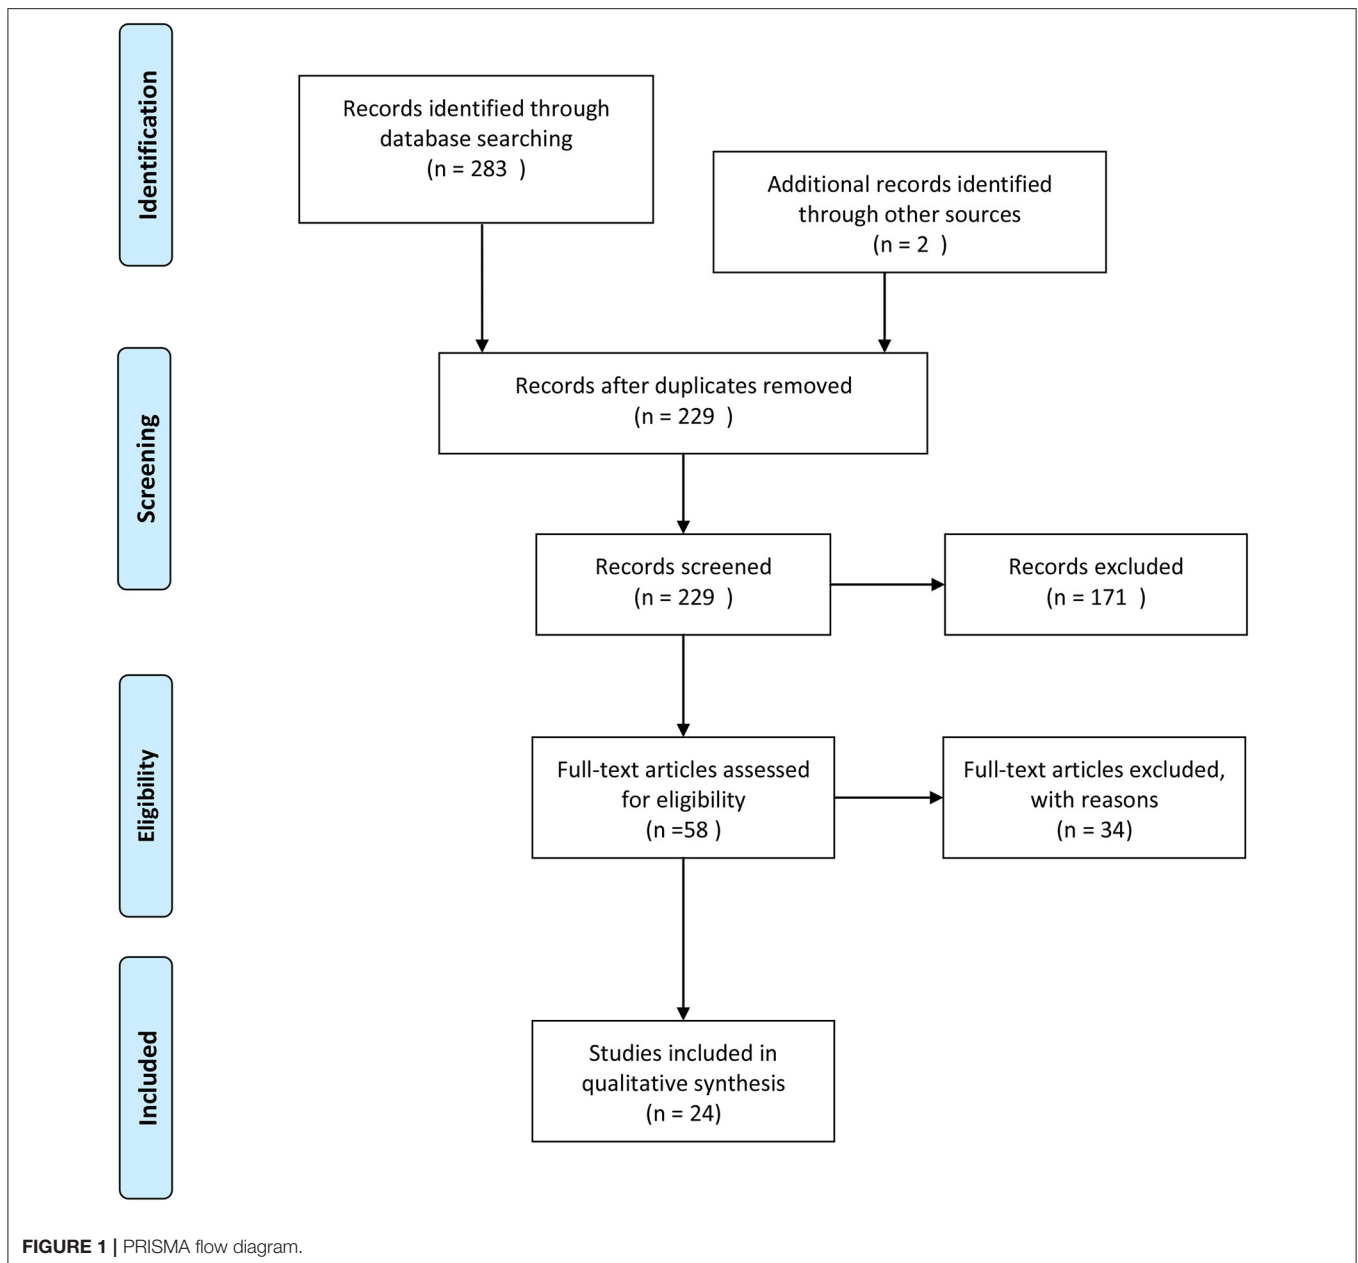 Identification
Records identified through
database searching
(n = 283  )
Additional records identified
through other sources
(n = 2  )
Screening
Records after duplicates removed
(n = 229  )
Records screened
(n = 229  )
Records excluded
(n = 171  )
Eligibility
Full-text articles assessed
for eligibility
(n =58 )
Full-text articles excluded,
with reasons
(n = 34)
Included
Studies included in
qualitative synthesis
(n = 24)
FIGURE 1 | PRISMA flow diagram.